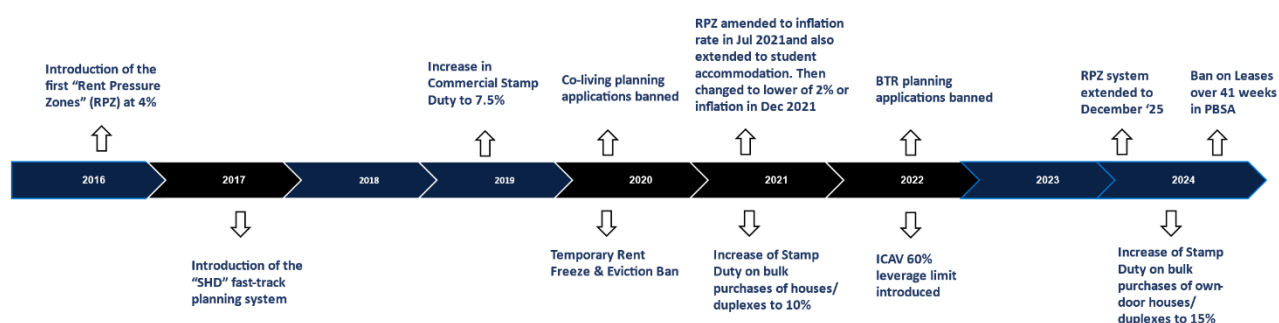 Introduction of the
first “Rent Pressure
Zones” (RPZ) at 4%
Increase in
Commercial Stamp
Duty to 7.5%
Co-living planning
applications banned
RPZ amended to inflation
rate in Jul 2021and also
extended to student
accommodation. Then
changed to lower of 2% or
inflation in Dec 2021
BTR planning
applications banned
RPZ system
extended to
December ‘25
Ban on Leases
over 41 weeks
in PBSA
2016
2017
2018
2019
2020
2021
2022
2023
2024
Introduction of the
“SHD” fast-track
planning system
Temporary Rent
Freeze & Eviction Ban
Increase of Stamp
Duty on bulk
purchases of houses/
duplexes to 10%
ICAV 60%
leverage limit
introduced
Increase of Stamp
Duty on bulk
purchases of own-
door houses/
duplexes to 15%